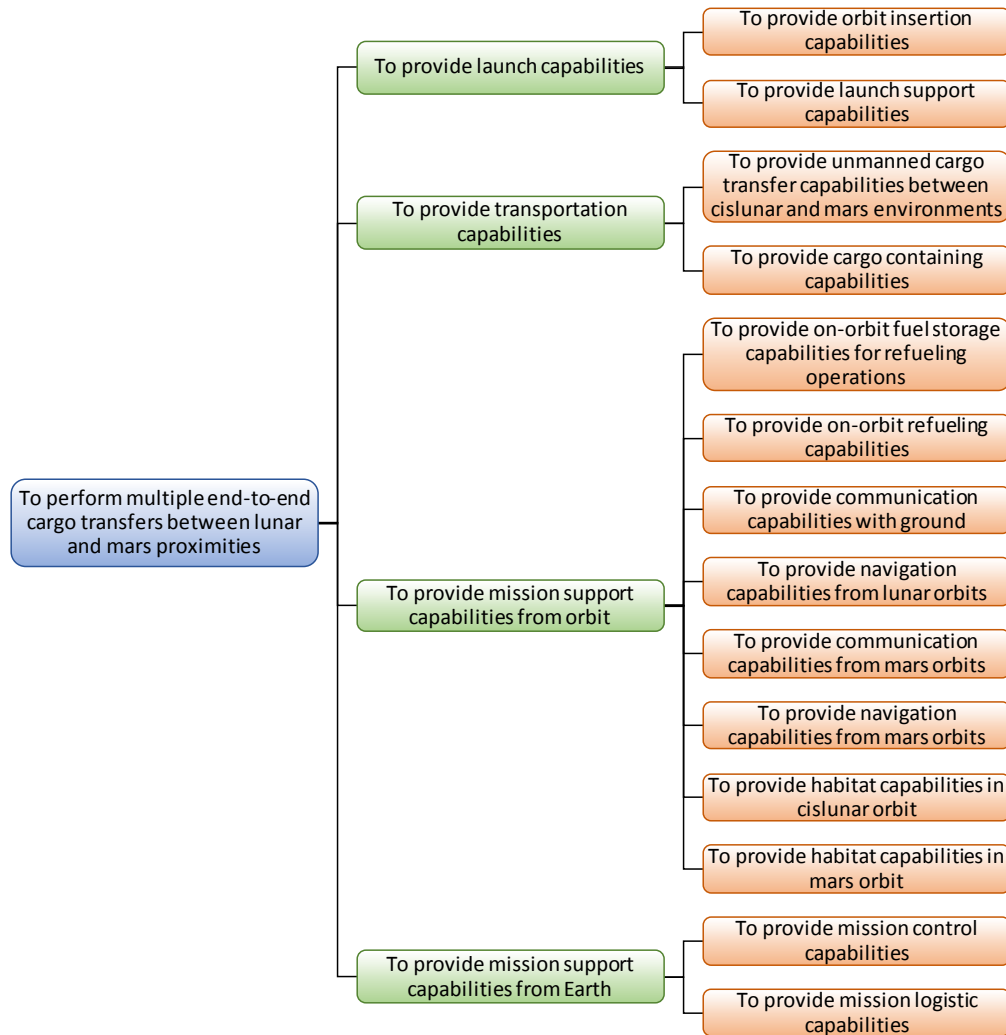 To provide orbit insertion
capabilities
To provide launch capabilities
To provide launch support
capabilities
To provide unmanned cargo
transfer capabilities between
cislunar and mars environments
To provide transportation
capabilities
To provide cargo containing
capabilities
To provide on-orbit fuel storage
capabilities for refueling
operations
To provide on-orbit refueling
capabilities
To perform multiple end-to-end
cargo transfers between lunar
and mars proximities
To provide communication
capabilities with ground
To provide navigation
capabilities from lunar orbits
To provide mission support
capabilities from orbit
To provide communication
capabilities from mars orbits
To provide navigation
capabilities from mars orbits
To provide habitat capabilities in
cislunar orbit
To provide habitat capabilities in
mars orbit
To provide mission control
capabilities
To provide mission support
capabilities from Earth
To provide mission logistic
capabilities